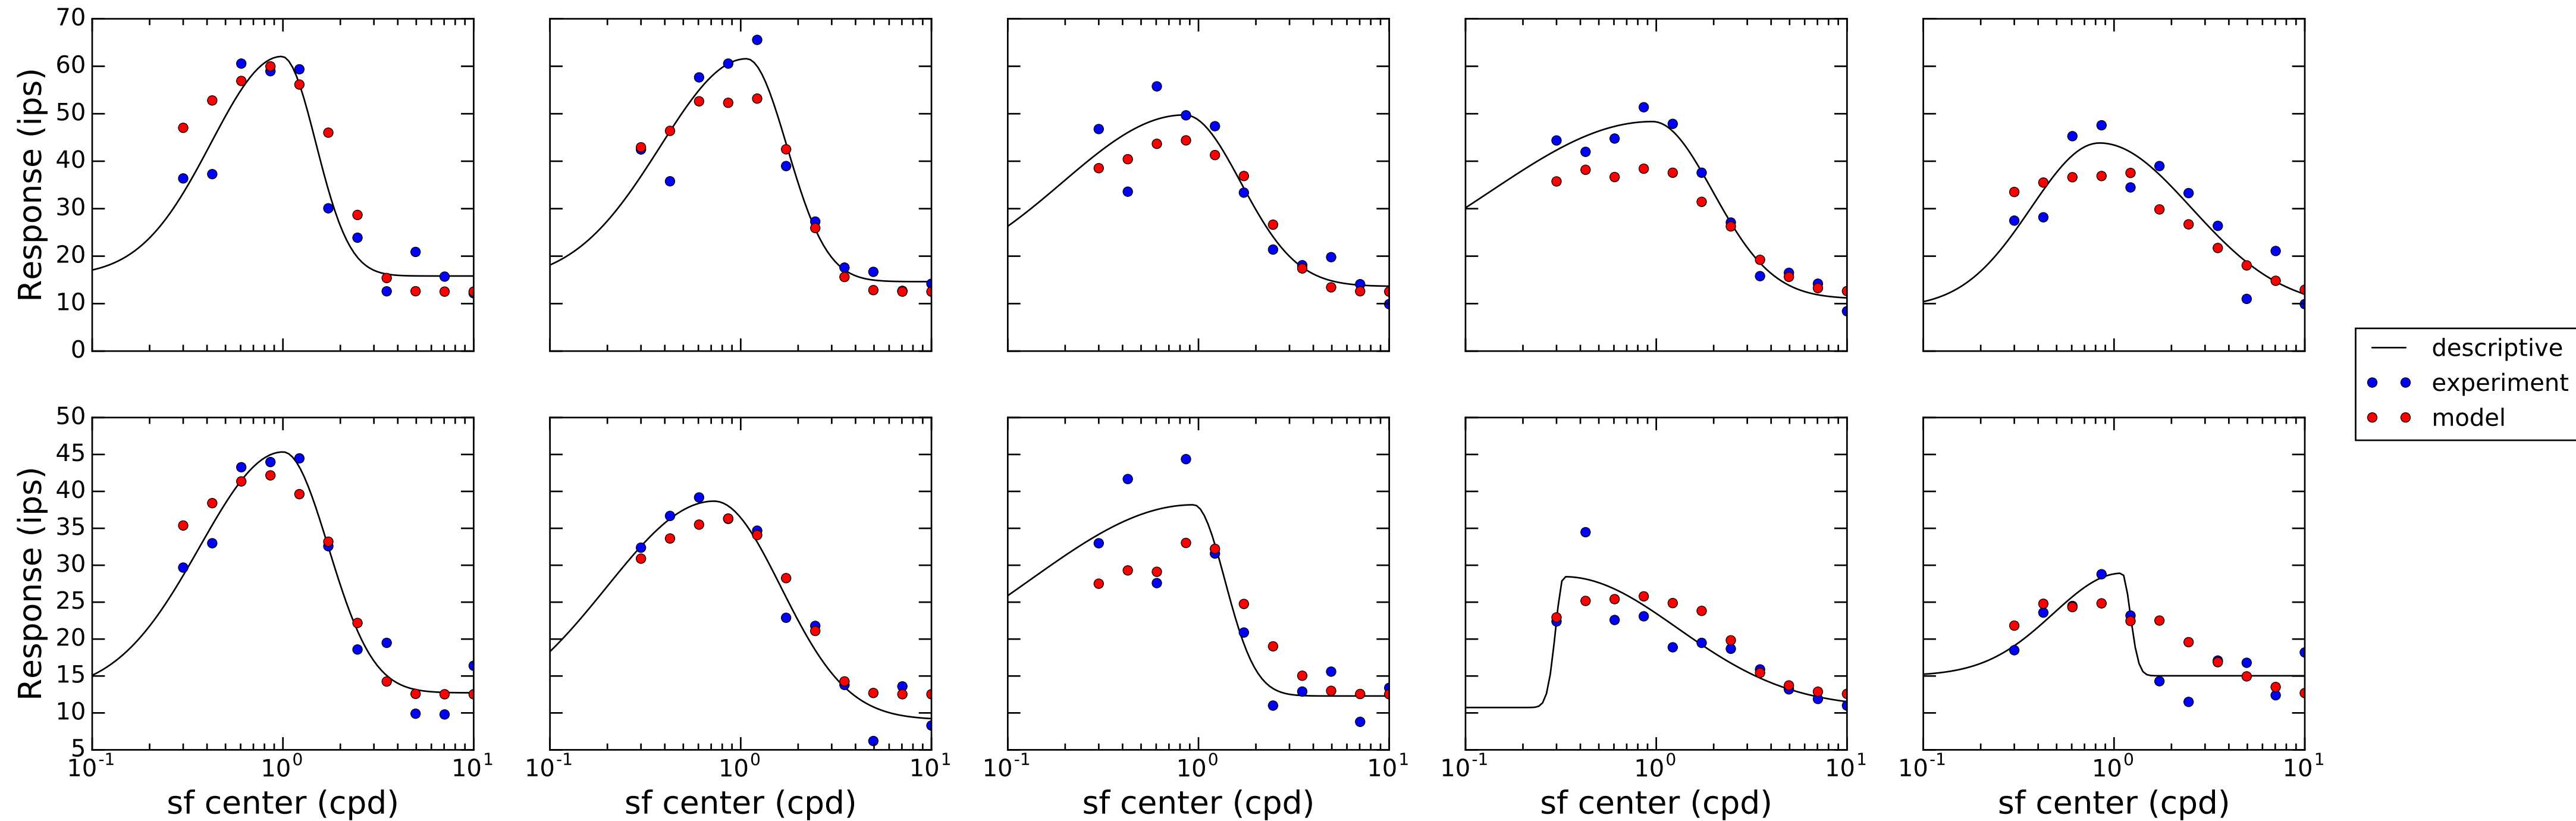 70
60
50
40
30
20
10
0
Response (ips)
descriptive
experiment
model
50
45
40
35
30
25
20
15
10
5
Response (ips)
10⁻¹ 10⁰ 10¹ 10⁻¹ 10⁰ 10¹ 10⁻¹ 10⁰ 10¹ 10⁻¹ 10⁰ 10¹ 10⁻¹ 10⁰ 10¹
sf center (cpd) sf center (cpd) sf center (cpd) sf center (cpd) sf center (cpd)